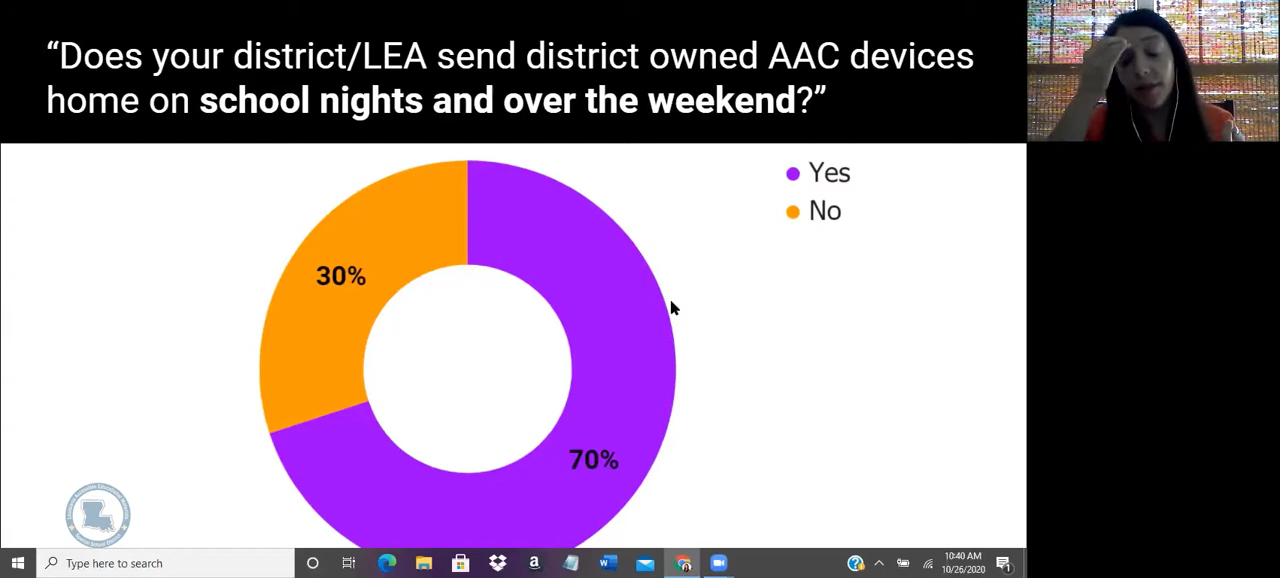 “Does your district/LEA send district owned AAC devices
home on school nights and over the weekend?”
Yes
No
30%
70%
Type here to search
10:40 AM
10/26/2020